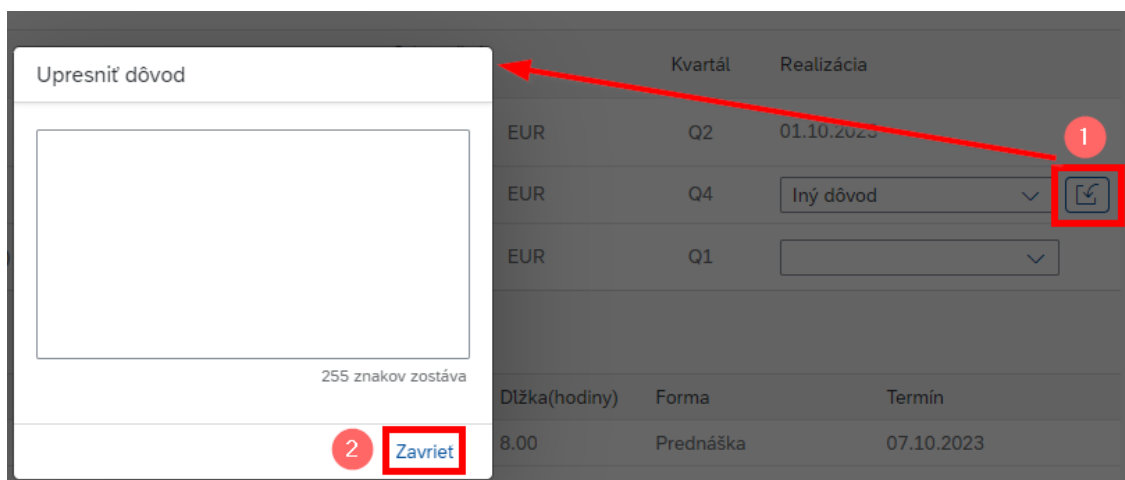 Upresniť dôvod
Kvartál Realizácia
EUR Q2 01.10.2023
1
EUR Q4 Iný dôvod
EUR Q1
255 znakov zostáva
Dĺžka(hodiny) Forma Termín
2 Zavrieť 8.00 Prednáška 07.10.2023